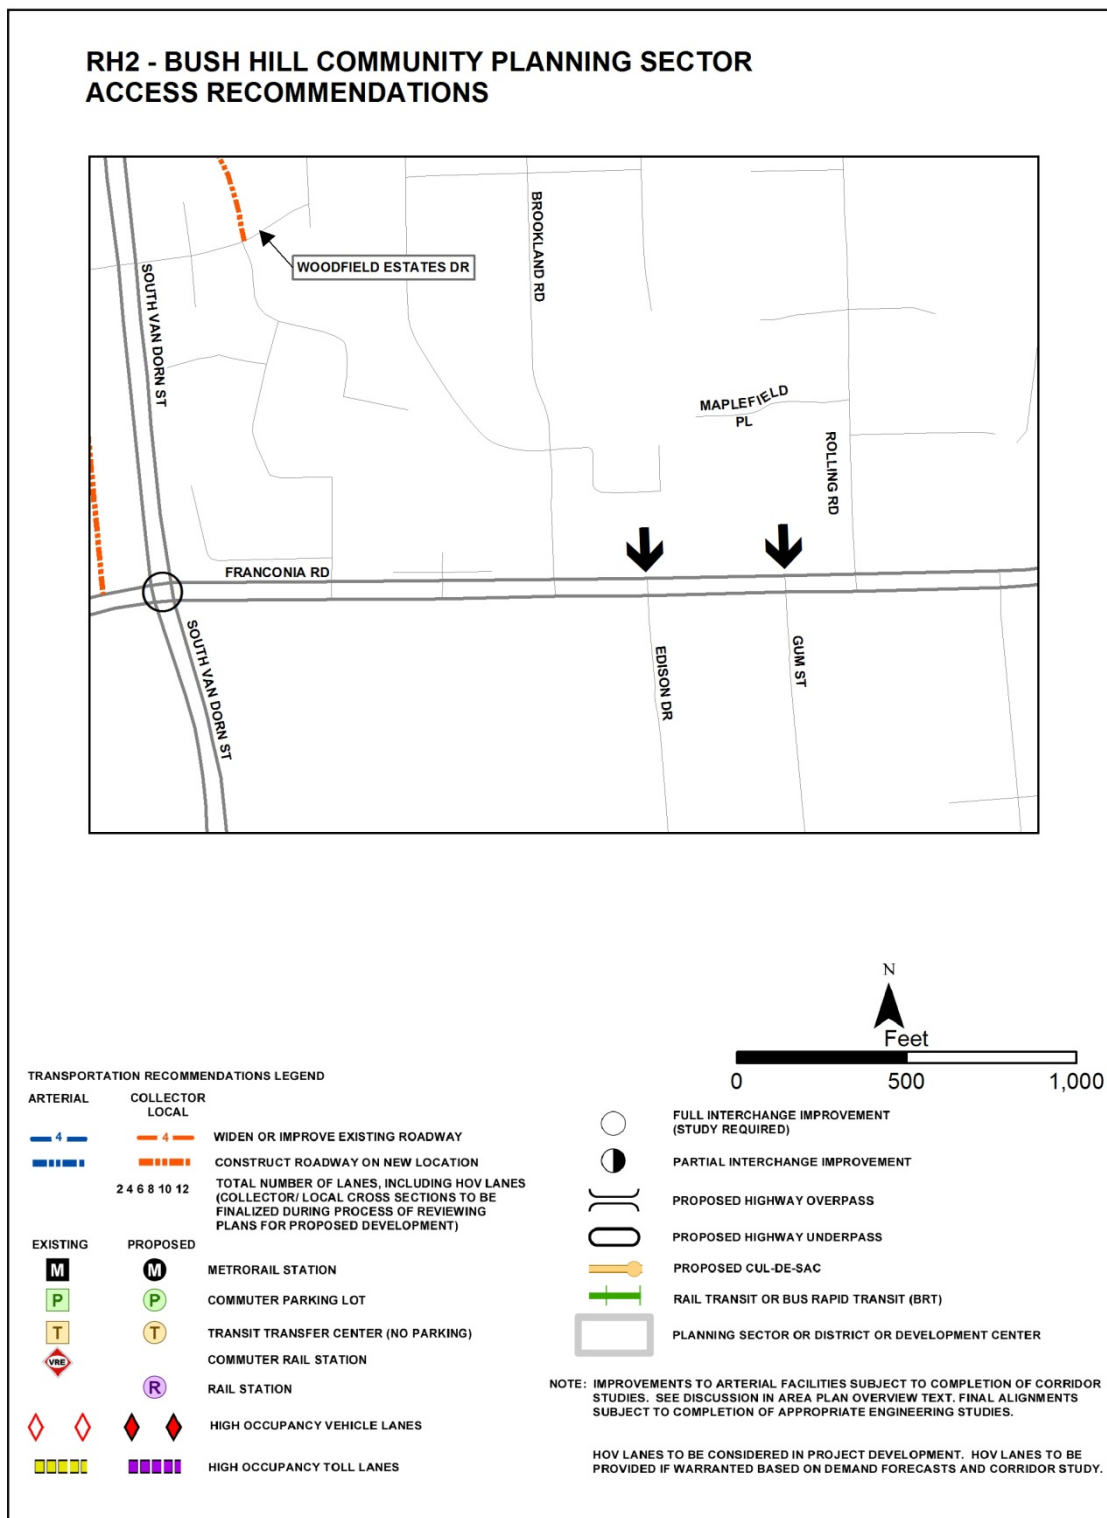 RH2 - BUSH HILL COMMUNITY PLANNING SECTOR
ACCESS RECOMMENDATIONS
SOUTH VAN DORN ST
WOODFIELD ESTATES DR
BROOKLAND RD
MAPLEFIELD
PL
ROLLING RD
FRANCONIA RD
SOUTH VAN DORN ST
EDISON DR
GUM ST
N
Feet
0 500 1,000
TRANSPORTATION RECOMMENDATIONS LEGEND
ARTERIAL COLLECTOR
LOCAL
4 4 WIDEN OR IMPROVE EXISTING ROADWAY
CONSTRUCT ROADWAY ON NEW LOCATION
2 4 6 8 10 12 TOTAL NUMBER OF LANES, INCLUDING HOV LANES
(COLLECTOR/ LOCAL CROSS SECTIONS TO BE
FINALIZED DURING PROCESS OF REVIEWING
PLANS FOR PROPOSED DEVELOPMENT)
EXISTING PROPOSED
M M METRORAIL STATION
P P COMMUTER PARKING LOT
T T TRANSIT TRANSFER CENTER (NO PARKING)
VRE COMMUTER RAIL STATION
R RAIL STATION
HIGH OCCUPANCY VEHICLE LANES
HIGH OCCUPANCY TOLL LANES
FULL INTERCHANGE IMPROVEMENT
(STUDY REQUIRED)
PARTIAL INTERCHANGE IMPROVEMENT
PROPOSED HIGHWAY OVERPASS
PROPOSED HIGHWAY UNDERPASS
PROPOSED CUL-DE-SAC
RAIL TRANSIT OR BUS RAPID TRANSIT (BRT)
PLANNING SECTOR OR DISTRICT OR DEVELOPMENT CENTER
NOTE: IMPROVEMENTS TO ARTERIAL FACILITIES SUBJECT TO COMPLETION OF CORRIDOR
STUDIES. SEE DISCUSSION IN AREA PLAN OVERVIEW TEXT. FINAL ALIGNMENTS
SUBJECT TO COMPLETION OF APPROPRIATE ENGINEERING STUDIES.
HOV LANES TO BE CONSIDERED IN PROJECT DEVELOPMENT. HOV LANES TO BE
PROVIDED IF WARRANTED BASED ON DEMAND FORECASTS AND CORRIDOR STUDY.